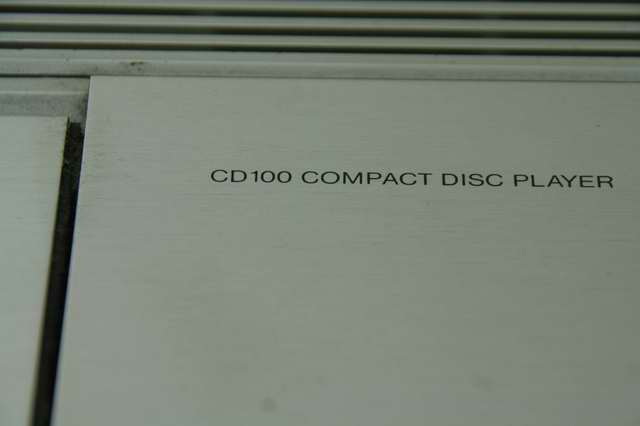 CD100 COMPACT DISC PLAYER